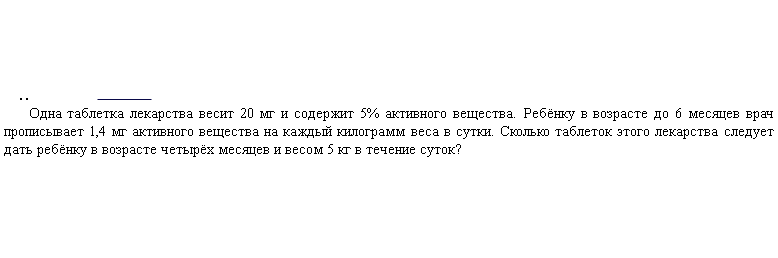 Одна таблетка лекарства весит 20 мг и содержит 5% активного вещества. Ребёнку в возрасте до 6 месяцев врач
прописывает 1,4 мг активного вещества на каждый килограмм веса в сутки. Сколько таблеток этого лекарства следует
дать ребёнку в возрасте четырёх месяцев и весом 5 кг в течение суток?